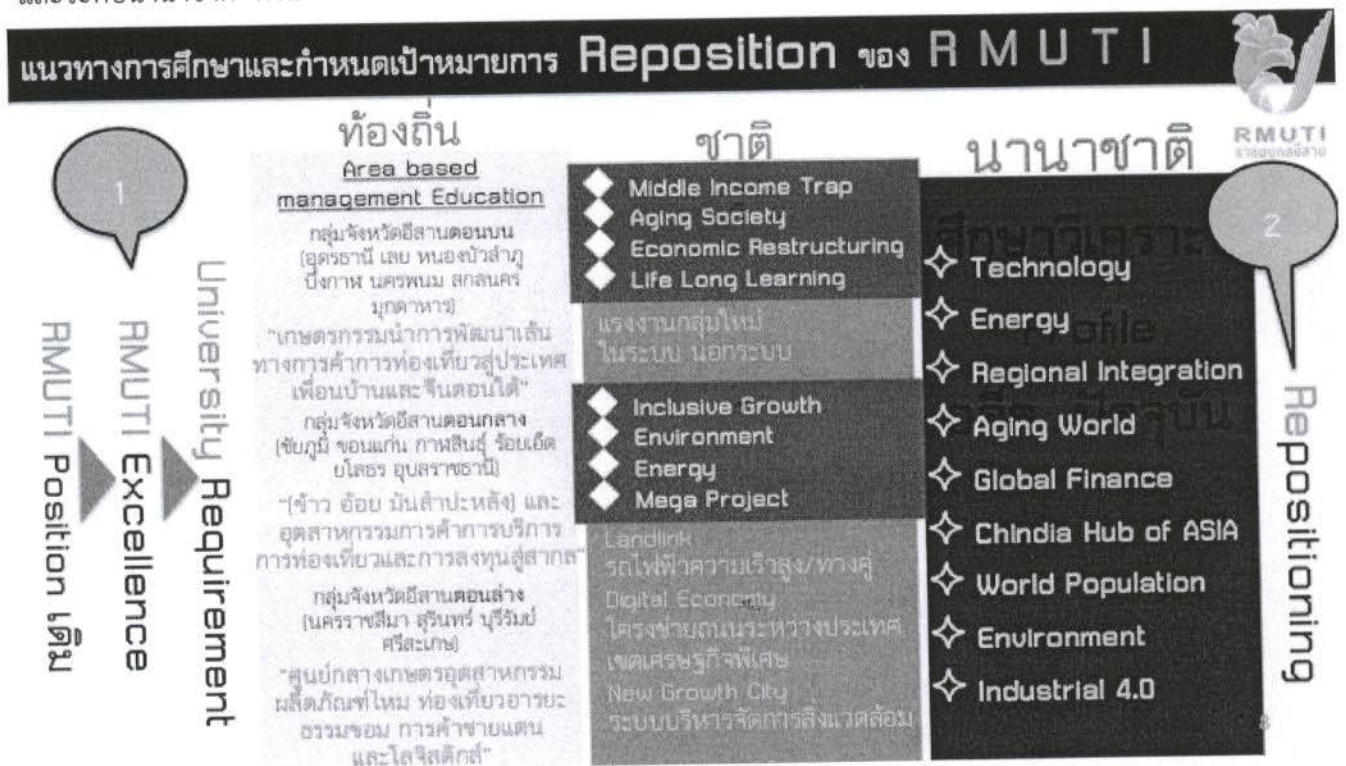 แนวทางการศึกษาและกำหนดเป้าหมายการ Reposition ของ R M U T I
RMUTI
1
RMUTI Position เดิม
RMUTI Excellence
University Requirement
ท้องถิ่น
Area based
management Education
กลุ่มจังหวัดอีสานตอนบน
(อุดรธานี เลย หนองบัวลำภู
บึงกาฬ นครพนม สกลนคร
มุกดาหาร)
"เกษตรกรรมนำการพัฒนาเส้น
ทางการค้าการท่องเที่ยวสู่ประเทศ
เพื่อนบ้านและจีนตอนใต้"
กลุ่มจังหวัดอีสานตอนกลาง
(ชัยภูมิ ขอนแก่น กาฬสินธุ์ ร้อยเอ็ด
ยโสธร อุบลราชธานี)
"(ข้าว อ้อย มันสำปะหลัง) และ
อุตสาหกรรมการค้าการบริการ
การท่องเที่ยวและการลงทุนสู่สากล"
กลุ่มจังหวัดอีสานตอนล่าง
(นครราชสีมา สุรินทร์ บุรีรัมย์
ศรีสะเกษ)
"ศูนย์กลางเกษตรอุตสาหกรรม
ผลิตภัณฑ์ไหม ท่องเที่ยวอารยะ
ธรรมขอม การค้าชายแดน
และโลจิสติกส์"
ชาติ
Middle Income Trap
Aging Society
Economic Restructuring
Life Long Learning
แรงงานกลุ่มใหม่
ในระบบ นอกระบบ
Inclusive Growth
Environment
Energy
Mega Project
Landlink
รถไฟฟ้าความเร็วสูง/ทางคู่
Digital Economy
โครงข่ายถนนระหว่างประเทศ
เขตเศรษฐกิจพิเศษ
New Growth City
ระบบบริหารจัดการสิ่งแวดล้อม
นานาชาติ
Technology
Energy
Regional Integration
Aging World
Global Finance
Chindia Hub of ASIA
World Population
Environment
Industrial 4.0
2
Repositioning
8